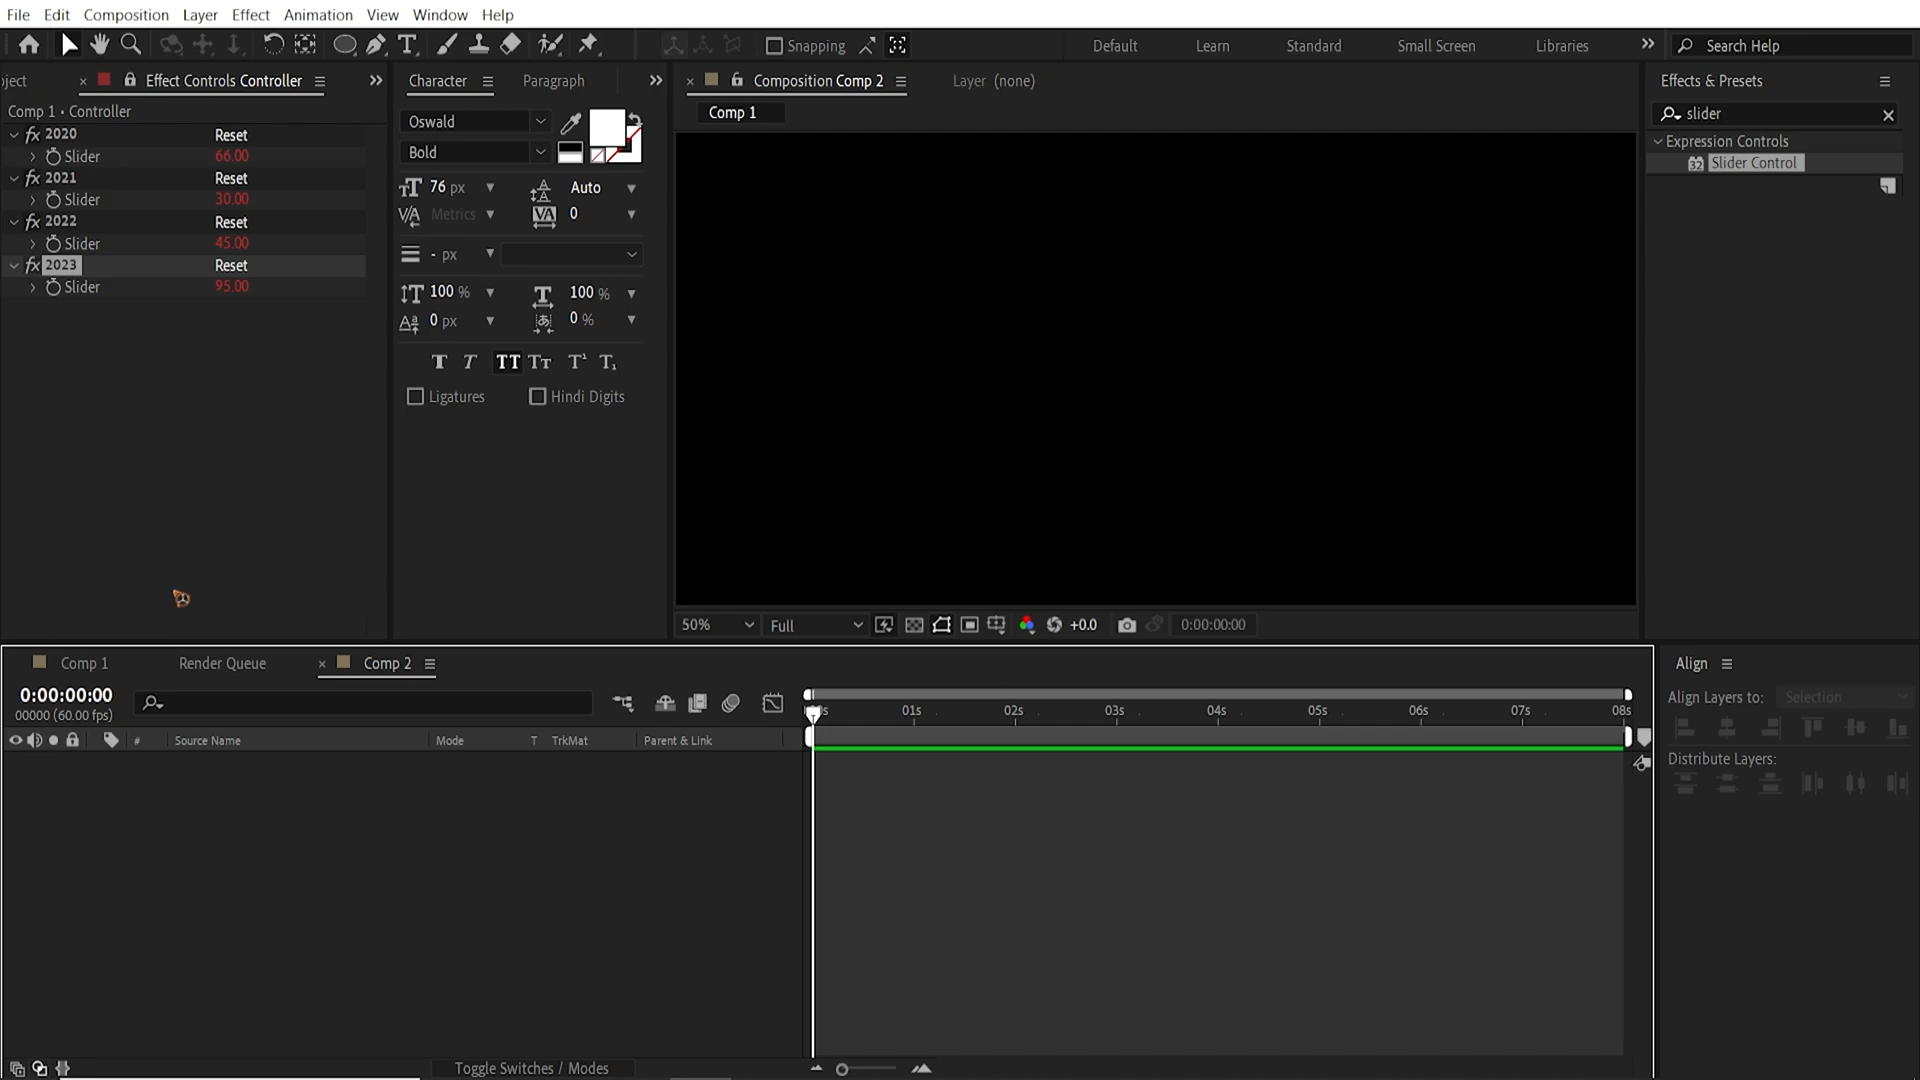 File Edit Composition Layer Effect Animation View Window Help
Snapping Default Learn Standard Small Screen Libraries Search Help
ject Effect Controls Controller
Comp 1 • Controller
fx 2020 Reset
Slider 66.00
fx 2021 Reset
Slider 30.00
fx 2022 Reset
Slider 45.00
fx 2023 Reset
Slider 95.00
Character Paragraph
Oswald
Bold
76 px Auto
Metrics 0
- px
100 % 100 %
0 px 0 %
Ligatures Hindi Digits
Composition Comp 2 Layer (none)
Comp 1
50% Full +0.0 0:00:00:00
Effects & Presets
slider
Expression Controls
32 Slider Control
Comp 1 Render Queue Comp 2
0:00:00:00
00000 (60.00 fps)
# Source Name Mode T TrkMat Parent & Link
01s 02s 03s 04s 05s 06s 07s 08s
Toggle Switches / Modes
Align
Align Layers to: Selection
Distribute Layers: